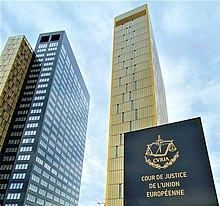 CVRIA
COUR DE JUSTICE
DE L'UNION
EUROPÉENNE